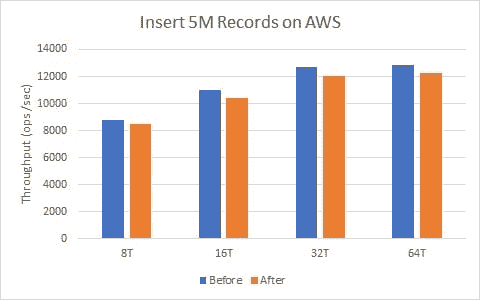 Insert 5M Records on AWS
Throughput (ops/sec)
14000
12000
10000
8000
6000
4000
2000
0
8T 16T 32T 64T
Before After